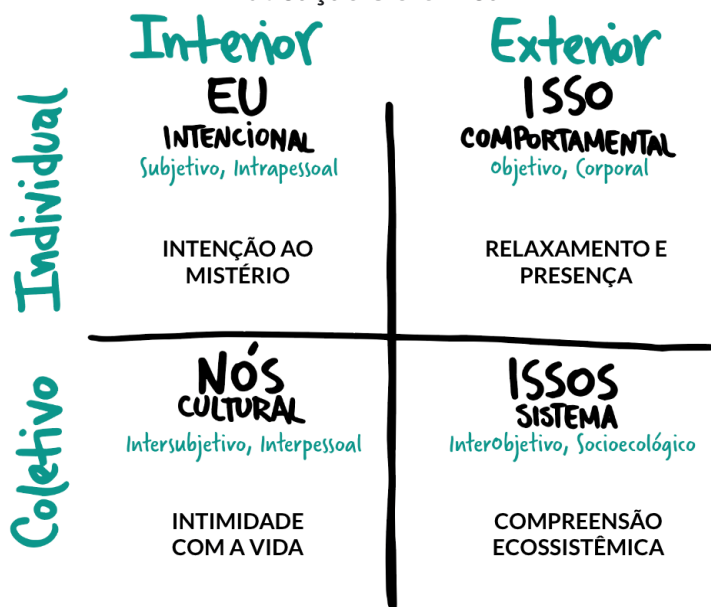 Interior
Exterior
Individual
EU
INTENCIONAL
Subjetivo, Intrapessoal
INTENÇÃO AO
MISTÉRIO
ISSO
COMPORTAMENTAL
Objetivo, Corporal
RELAXAMENTO E
PRESENÇA
Coletivo
NÓS
CULTURAL
Intersubjetivo, Interpessoal
INTIMIDADE
COM A VIDA
ISSOS
SISTEMA
InterObjetivo, Socioecológico
COMPREENSÃO
ECOSSISTÊMICA